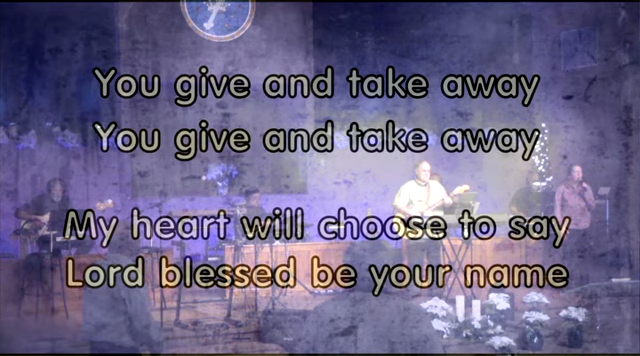 You give and take away
You give and take away
My heart will choose to say
Lord blessed be your name